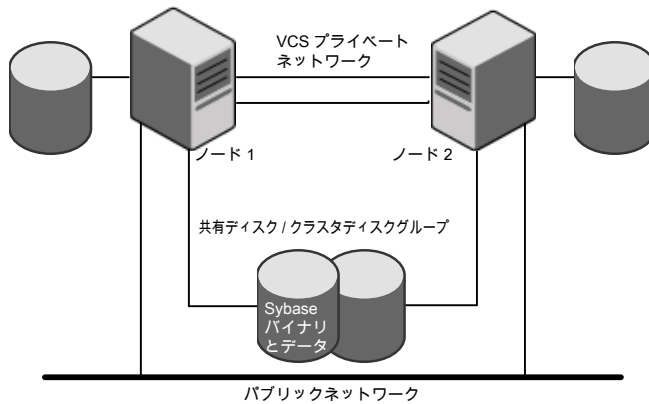 VCS プライベート
ネットワーク
ノード 1
ノード 2
共有ディスク / クラスタディスクグループ
Sybase
バイナリ
とデータ
パブリックネットワーク